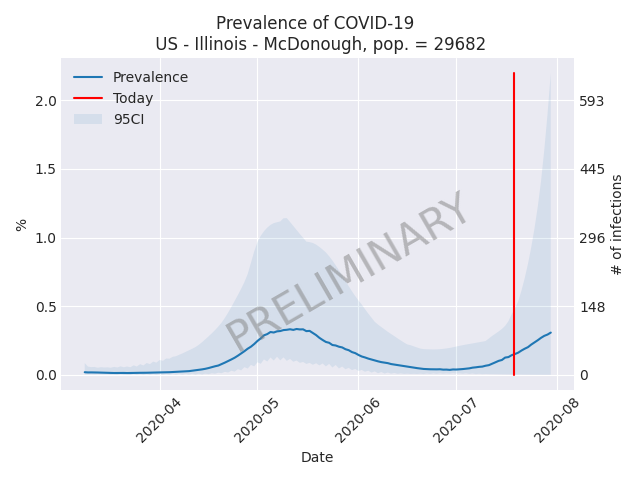 Prevalence of COVID-19
US - Illinois - McDonough, pop. = 29682
Prevalence
Today
95CI
2.0
1.5
1.0
0.5
0.0
%
593
445
296
148
0
# of infections
PRELIMINARY
2020-04
2020-05
2020-06
2020-07
2020-08
Date